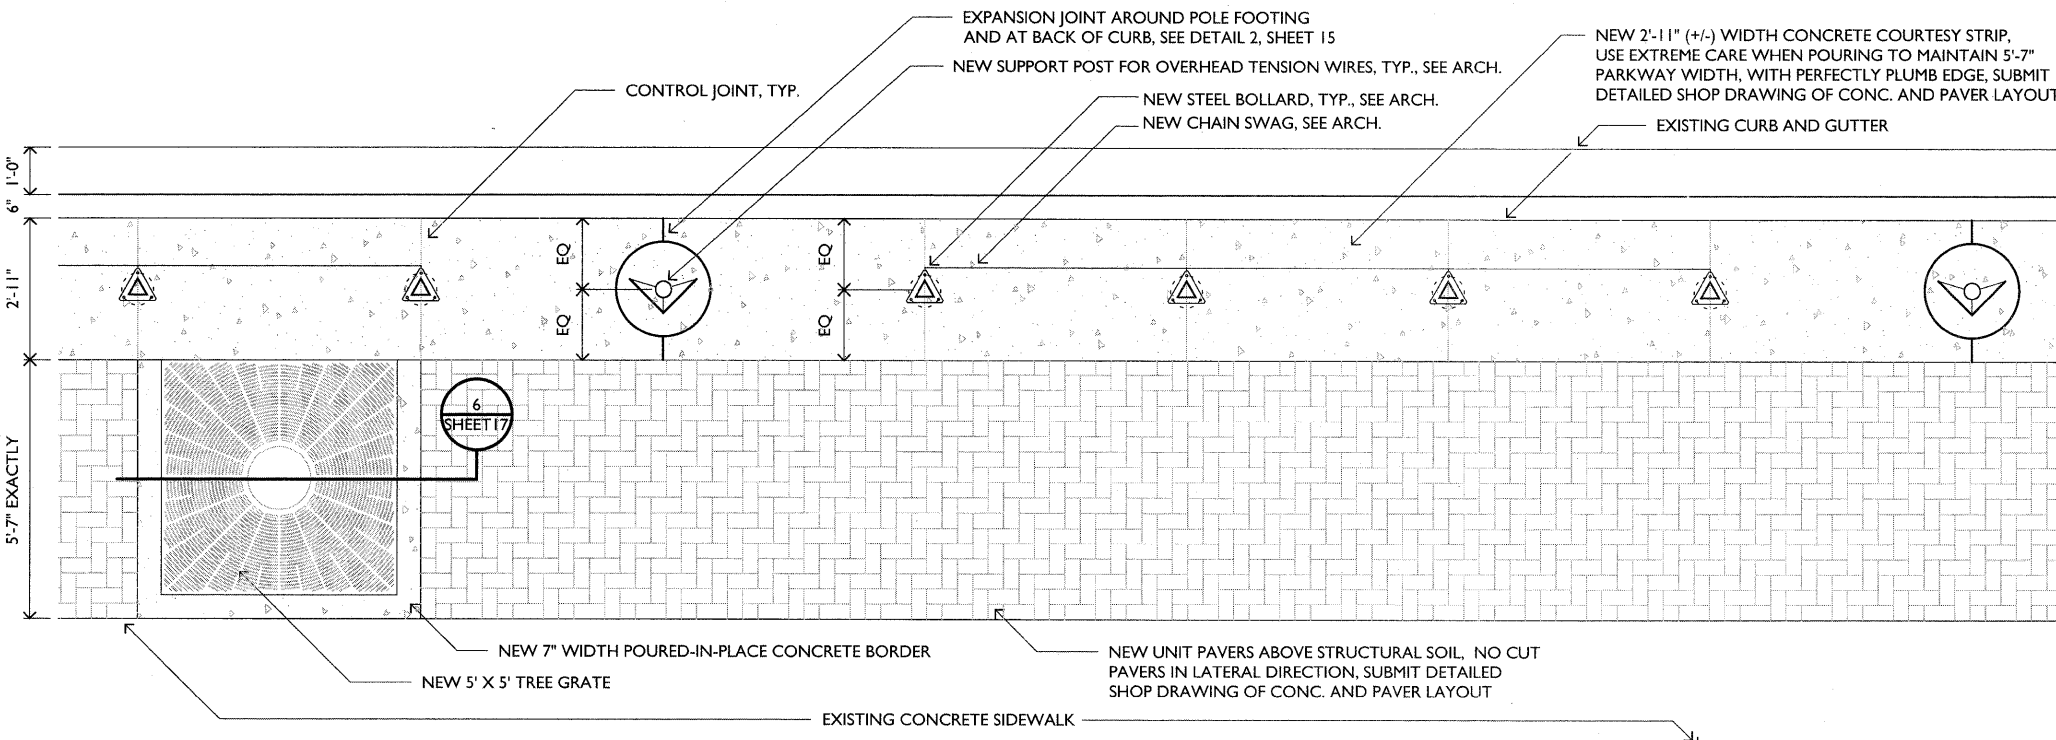 EXPANSION JOINT AROUND POLE FOOTING
AND AT BACK OF CURB, SEE DETAIL 2, SHEET 15
NEW SUPPORT POST FOR OVERHEAD TENSION WIRES, TYP., SEE ARCH.
CONTROL JOINT, TYP.
NEW STEEL BOLLARD, TYP., SEE ARCH.
NEW CHAIN SWAG, SEE ARCH.
NEW 2'-11" (+/-) WIDTH CONCRETE COURTESY STRIP,
USE EXTREME CARE WHEN POURING TO MAINTAIN 5'-7"
PARKWAY WIDTH, WITH PERFECTLY PLUMB EDGE, SUBMIT
DETAILED SHOP DRAWING OF CONC. AND PAVER LAYOUT
EXISTING CURB AND GUTTER
1'-0"
6"
2'-11"
5'-7" EXACTLY
EQ
EQ
EQ
EQ
6
SHEET 17
NEW 7" WIDTH POURED-IN-PLACE CONCRETE BORDER
NEW 5' X 5' TREE GRATE
NEW UNIT PAVERS ABOVE STRUCTURAL SOIL, NO CUT
PAVERS IN LATERAL DIRECTION, SUBMIT DETAILED
SHOP DRAWING OF CONC. AND PAVER LAYOUT
EXISTING CONCRETE SIDEWALK